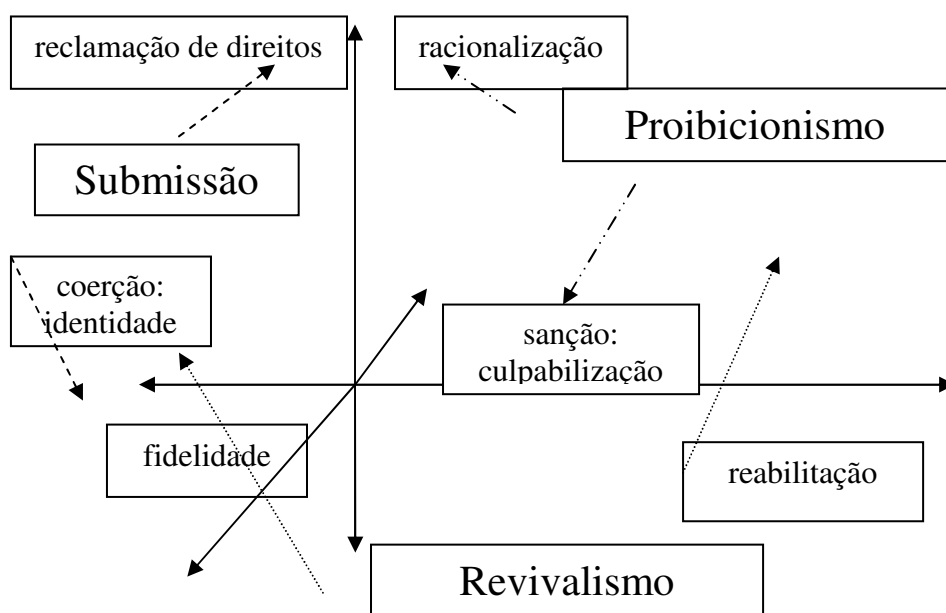 reclamação de direitos
racionalização
Proibicionismo
Submissão
coerção:
identidade
sanção:
culpabilização
fidelidade
reabilitação
Revivalismo